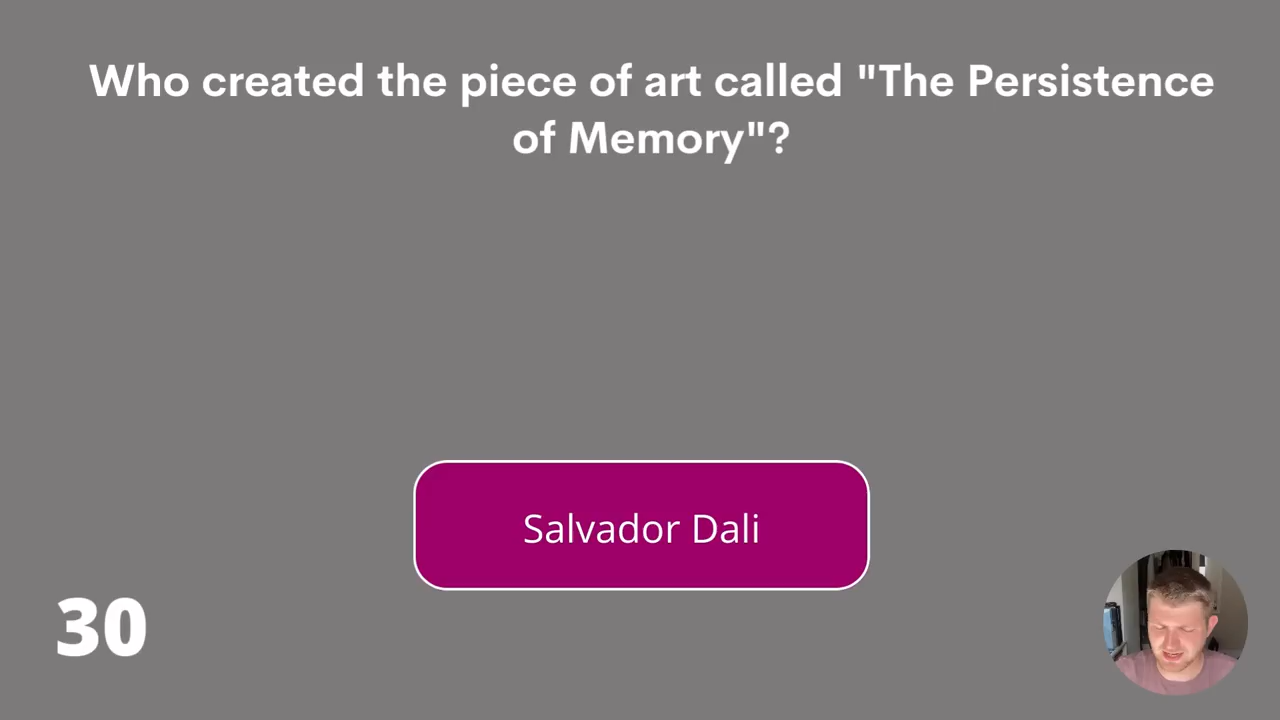 Who created the piece of art called "The Persistence
of Memory"?
Salvador Dali
30